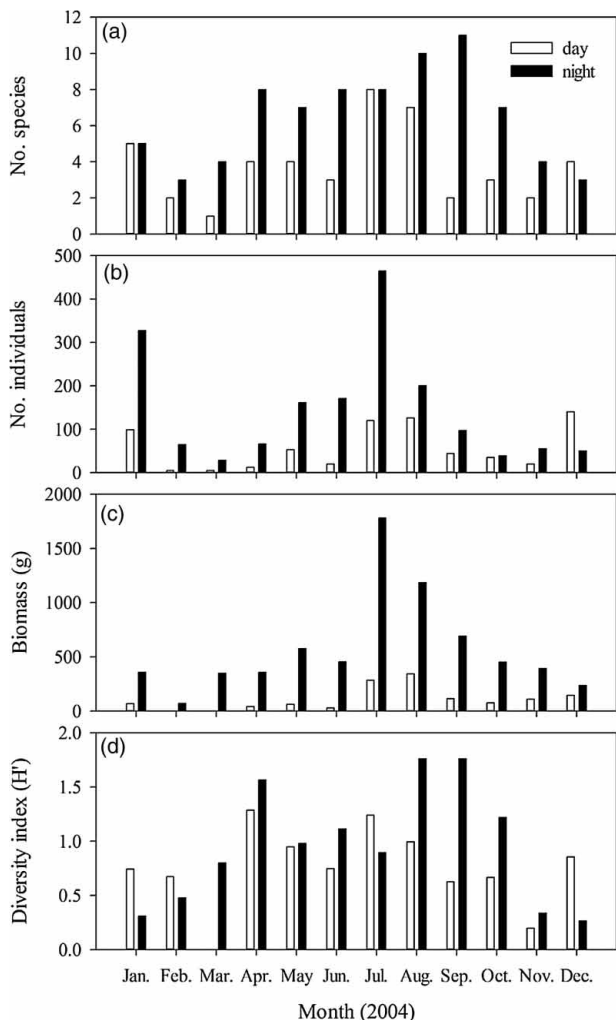 (a)
day
night
No. species
12
10
8
6
4
2
0
(b)
No. individuals
500
400
300
200
100
0
(c)
Biomass (g)
2000
1500
1000
500
0
(d)
Diversity index (H')
2.0
1.5
1.0
0.5
0.0
Jan. Feb. Mar. Apr. May Jun. Jul. Aug. Sep. Oct. Nov. Dec.
Month (2004)